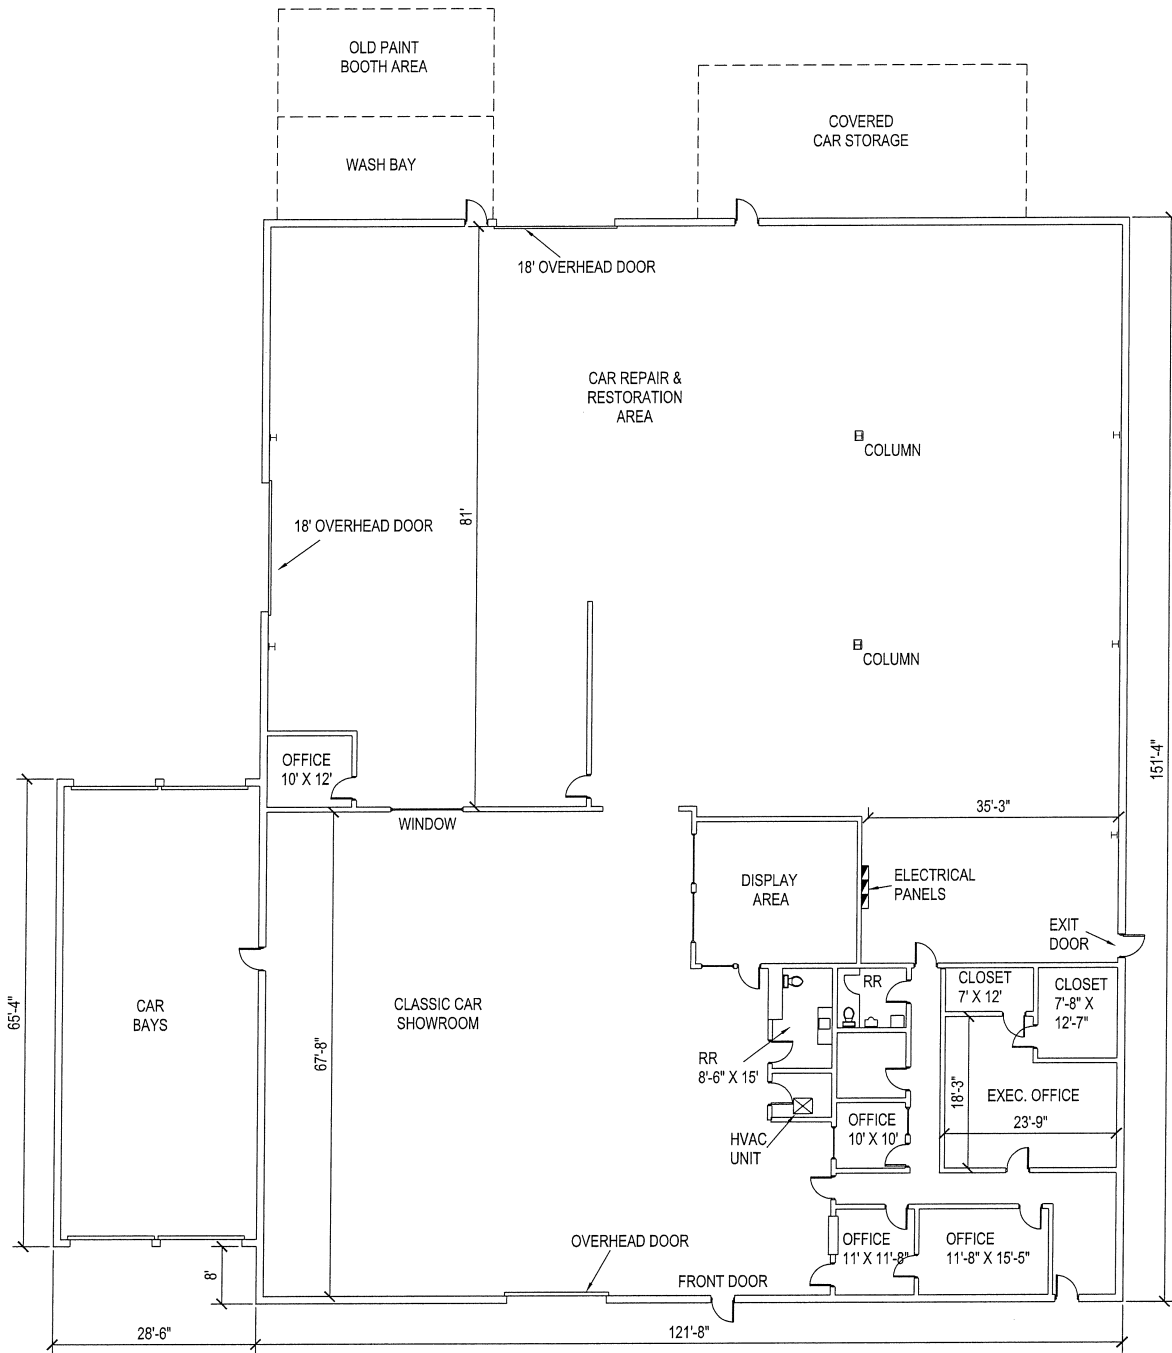 OLD PAINT
BOOTH AREA
COVERED
CAR STORAGE
WASH BAY
18' OVERHEAD DOOR
CAR REPAIR &
RESTORATION
AREA
COLUMN
81'
18' OVERHEAD DOOR
COLUMN
OFFICE
10' X 12'
151'-4"
WINDOW
35'-3"
DISPLAY
AREA
ELECTRICAL
PANELS
EXIT
DOOR
65'-4"
CAR
BAYS
CLASSIC CAR
SHOWROOM
67'-8"
RR
CLOSET
7' X 12'
CLOSET
7'-8" X
12'-7"
RR
8'-6" X 15'
18'-3"
EXEC. OFFICE
23'-9"
OFFICE
10' X 10'
HVAC
UNIT
OVERHEAD DOOR
OFFICE
11' X 11'-8"
OFFICE
11'-8" X 15'-5"
8'
FRONT DOOR
28'-6"
121'-8"